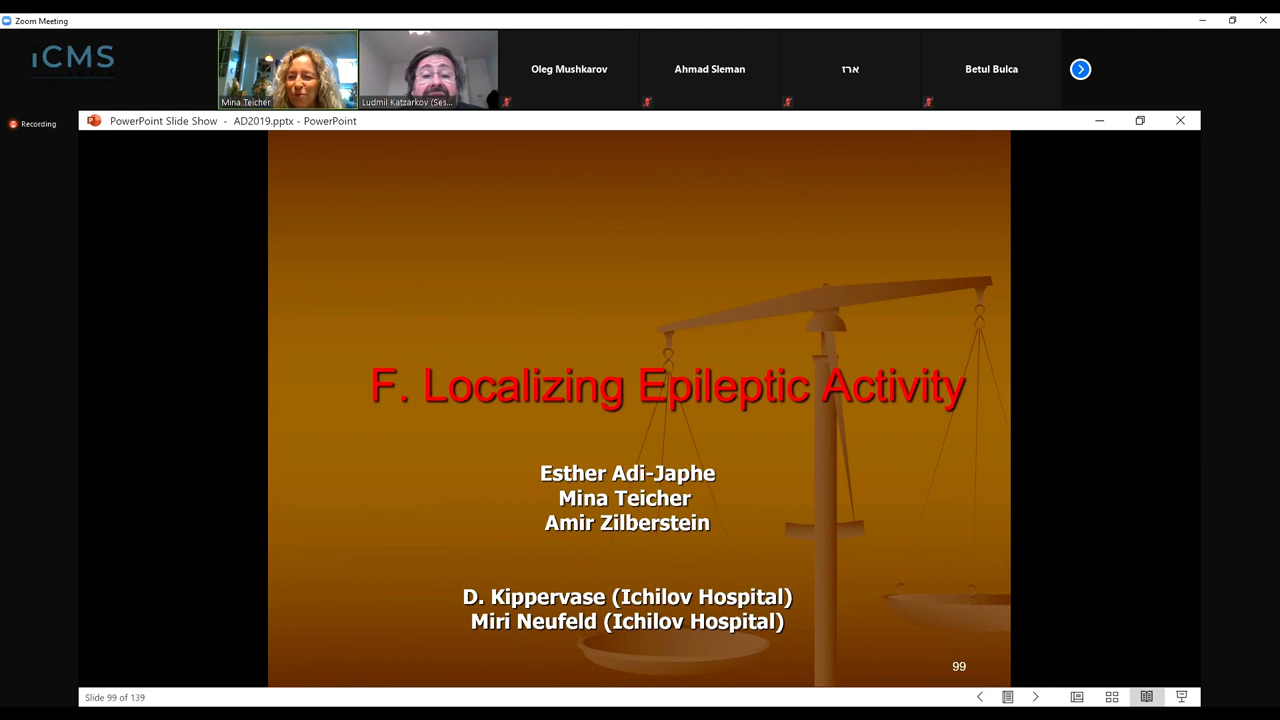 Zoom Meeting
iCMS
Mina Teicher
Ludmil Katzarkov (Ses...
Oleg Mushkarov
Ahmad Sleman
ארז
Betul Bulca
Recording
PowerPoint Slide Show - AD2019.pptx - PowerPoint
F. Localizing Epileptic Activity
Esther Adi-Japhe
Mina Teicher
Amir Zilberstein
D. Kippervase (Ichilov Hospital)
Miri Neufeld (Ichilov Hospital)
99
Slide 99 of 139